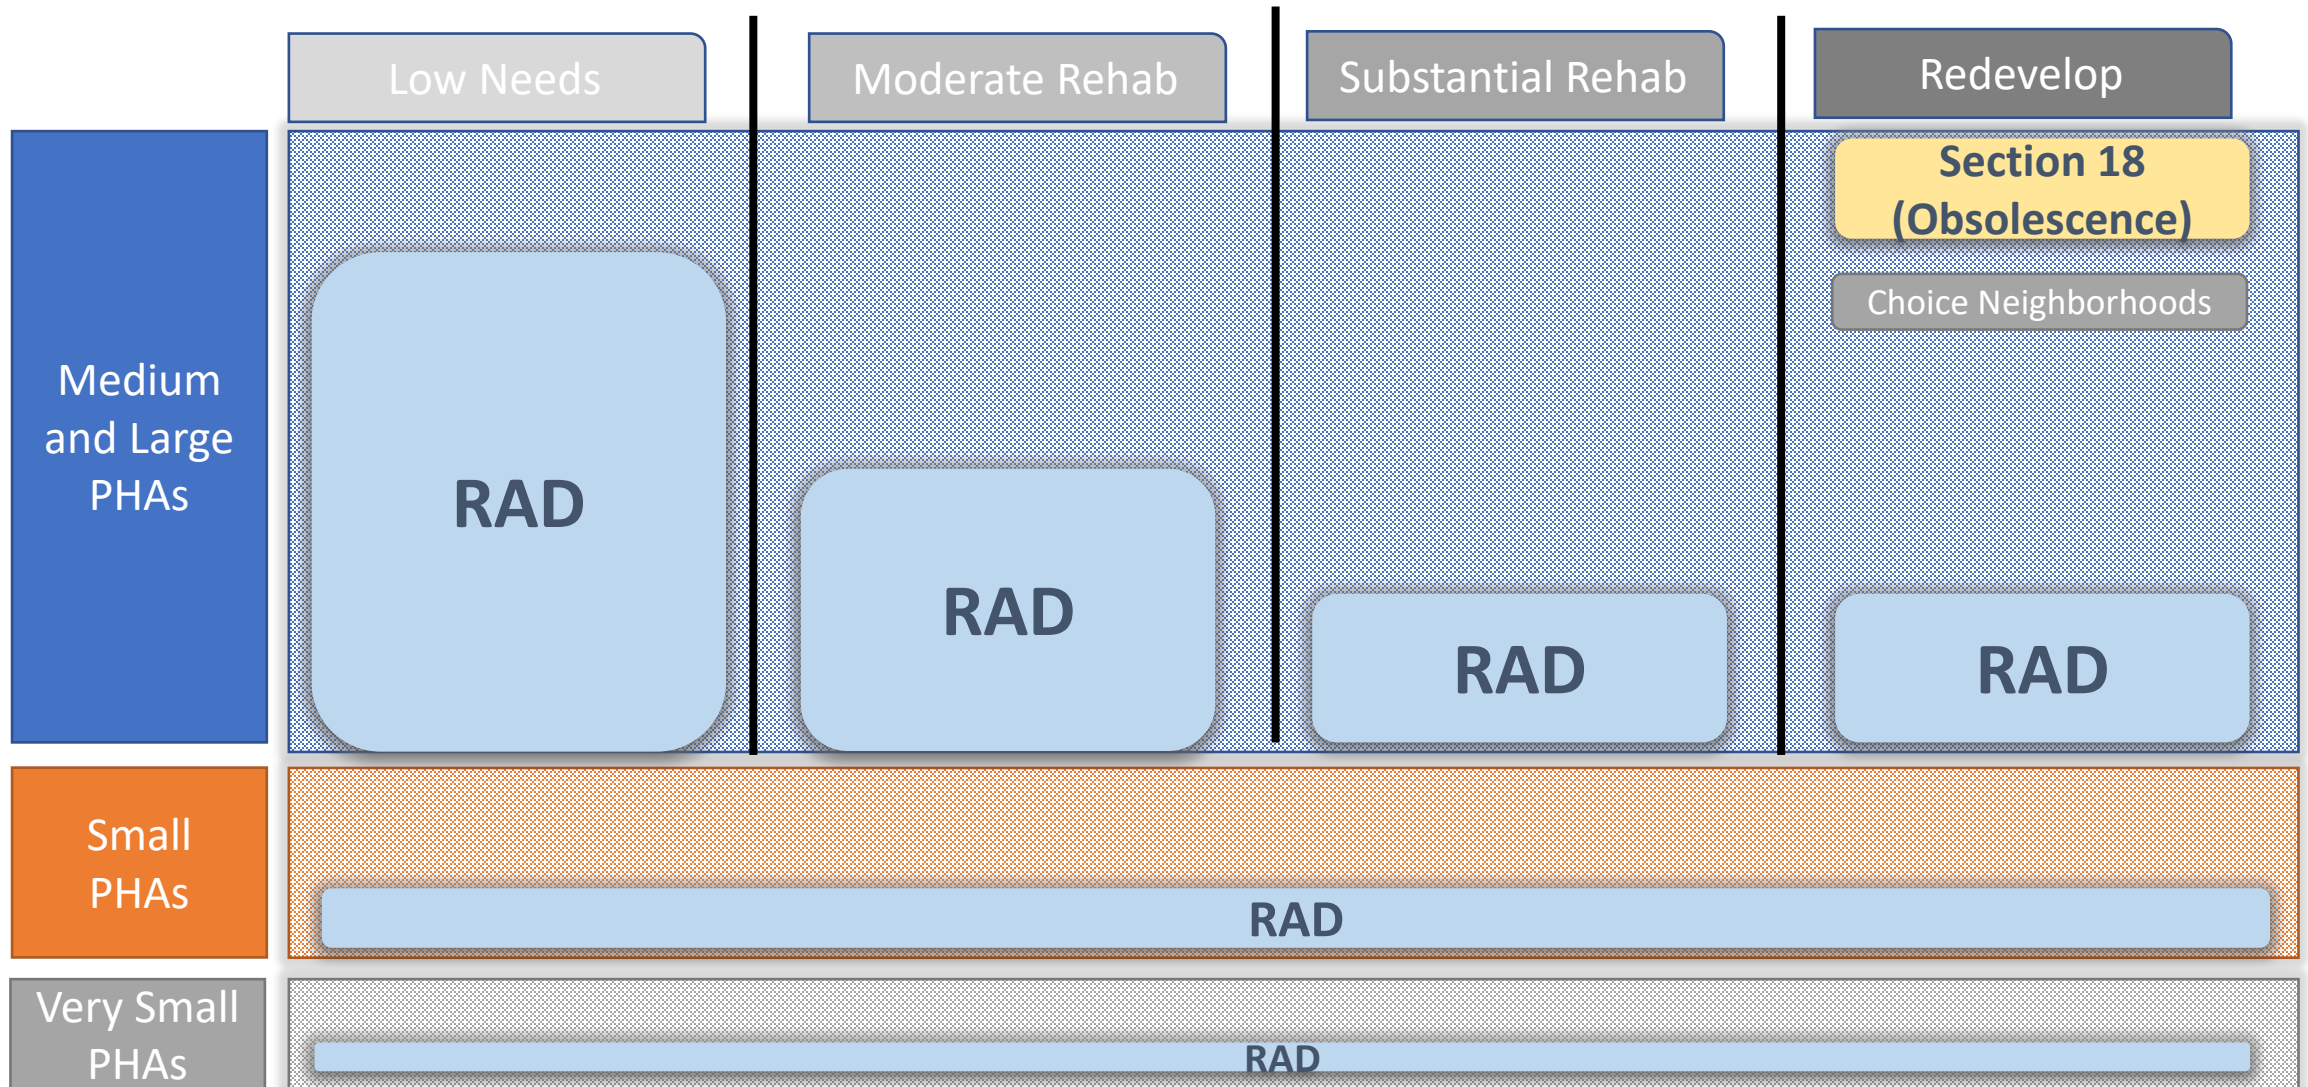 Low Needs
Moderate Rehab
Substantial Rehab
Redevelop
Medium
and Large
PHAs
Section 18
(Obsolescence)
Choice Neighborhoods
RAD
RAD
RAD
RAD
Small
PHAs
RAD
Very Small
PHAs
RAD